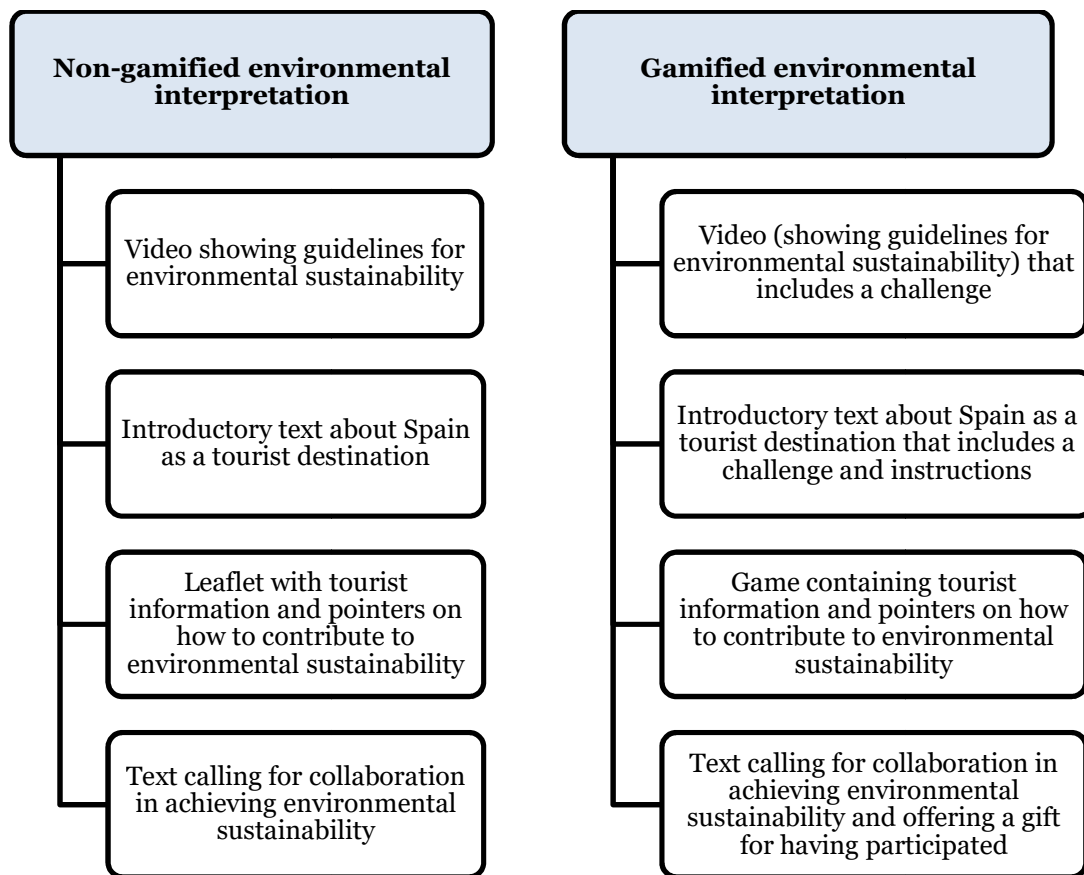 Non-gamified environmental
interpretation
Video showing guidelines for
environmental sustainability
Introductory text about Spain
as a tourist destination
Leaflet with tourist
information and pointers on
how to contribute to
environmental sustainability
Text calling for collaboration
in achieving environmental
sustainability
Gamified environmental
interpretation
Video (showing guidelines for
environmental sustainability) that
includes a challenge
Introductory text about Spain as a
tourist destination that includes a
challenge and instructions
Game containing tourist
information and pointers on how
to contribute to environmental
sustainability
Text calling for collaboration in
achieving environmental
sustainability and offering a gift
for having participated